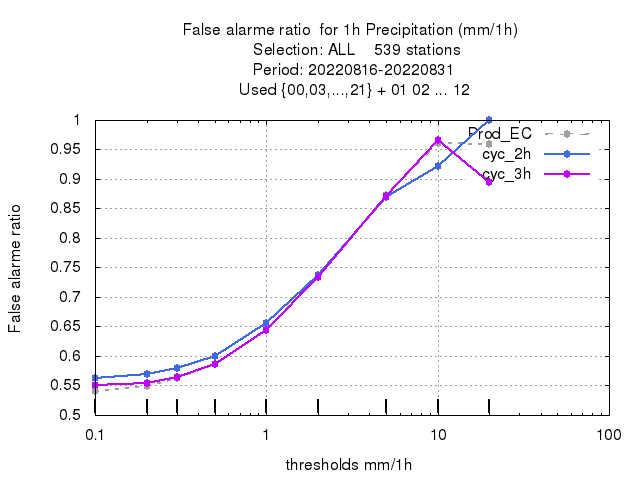 False alarme ratio  for 1h Precipitation (mm/1h)
Selection: ALL    539 stations
Period: 20220816-20220831
Used {00,03,...,21} + 01 02 ... 12
1
0.95
0.9
0.85
0.8
0.75
0.7
0.65
0.6
0.55
0.5
False alarme ratio
Prod_EC
cyc_2h
cyc_3h
0.1
1
10
100
thresholds mm/1h